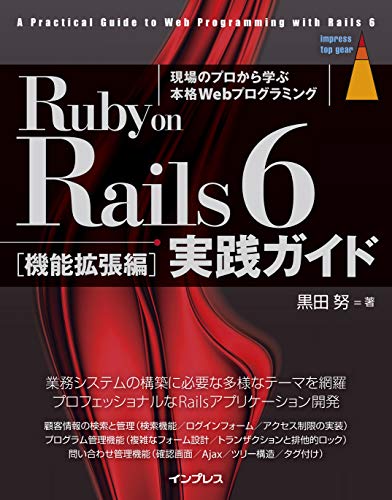 A Practical Guide to Web Programming with Rails 6
impress
top gear
現場のプロから学ぶ
本格Webプログラミング
Ruby on
Rails 6
[機能拡張編] 実践ガイド
黒田 努＝著
業務システムの構築に必要な多様なテーマを網羅
プロフェッショナルなRailsアプリケーション開発
顧客情報の検索と管理（検索機能／ログインフォーム／アクセス制限の実装）
プログラム管理機能（複雑なフォーム設計／トランザクションと排他的ロック）
問い合わせ管理機能（確認画面／Ajax／ツリー構造／タグ付け）
インプレス